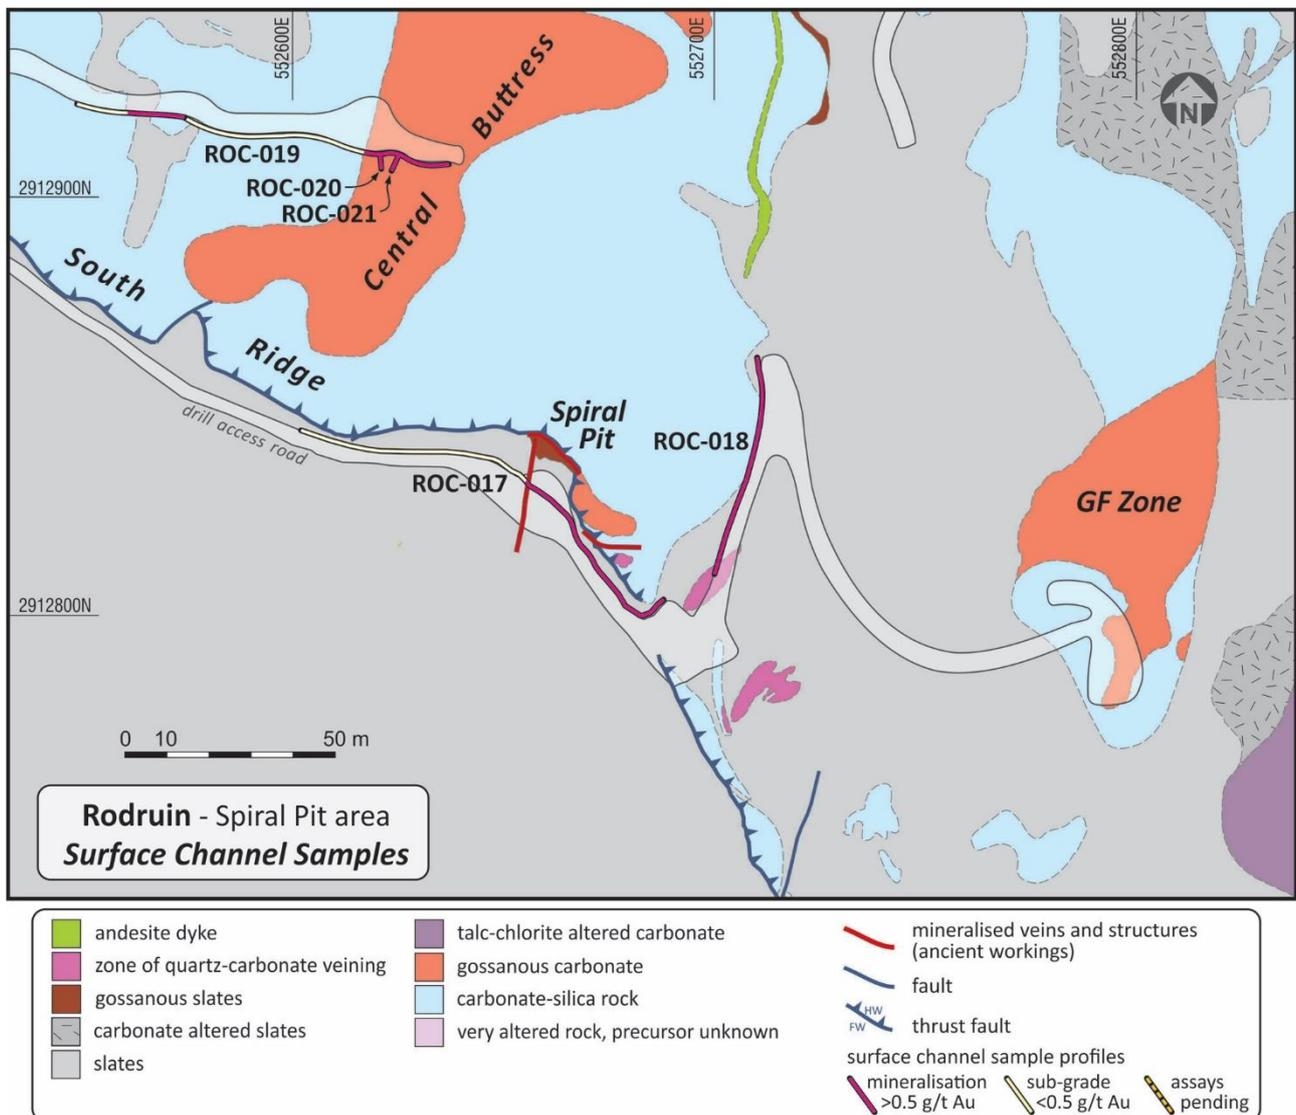 552600E
552700E
552800E
N
Buttress
Central
ROC-019
ROC-020
ROC-021
2912900N
South
Ridge
drill access road
Spiral
Pit
ROC-018
ROC-017
GF Zone
2912800N
0 10 50 m
Rodruin - Spiral Pit area
Surface Channel Samples
andesite dyke
zone of quartz-carbonate veining
gossanous slates
carbonate altered slates
slates
talc-chlorite altered carbonate
gossanous carbonate
carbonate-silica rock
very altered rock, precursor unknown
mineralised veins and structures
(ancient workings)
fault
HW
FW
thrust fault
surface channel sample profiles
mineralisation
>0.5 g/t Au
sub-grade
<0.5 g/t Au
assays
pending